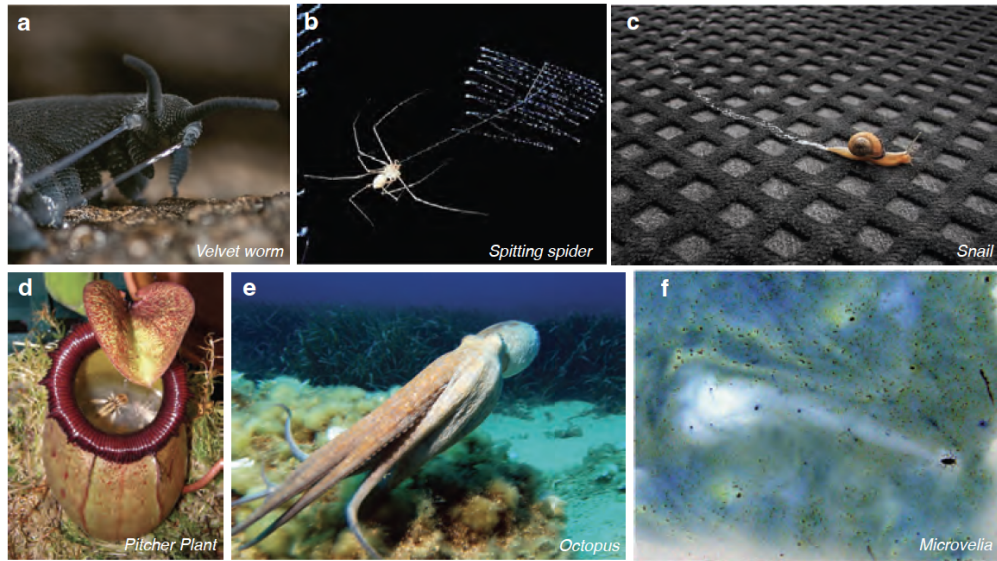 a
Velvet worm
b
Spitting spider
c
Snail
d
Pitcher Plant
e
Octopus
f
Microvelia